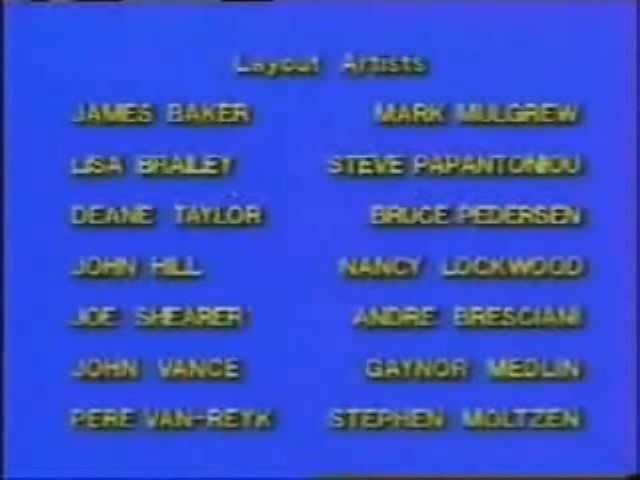 Layout Artists
JAMES BAKER MARK MULGREW
LISA BRAILEY STEVE PAPANTONIOU
DEANE TAYLOR BRUCE PEDERSEN
JOHN HILL NANCY LOCKWOOD
JOE SHEARER ANDRE BRESCIANI
JOHN VANCE GAYNOR MEDLIN
PERE VAN-REYK STEPHEN MOLTZEN